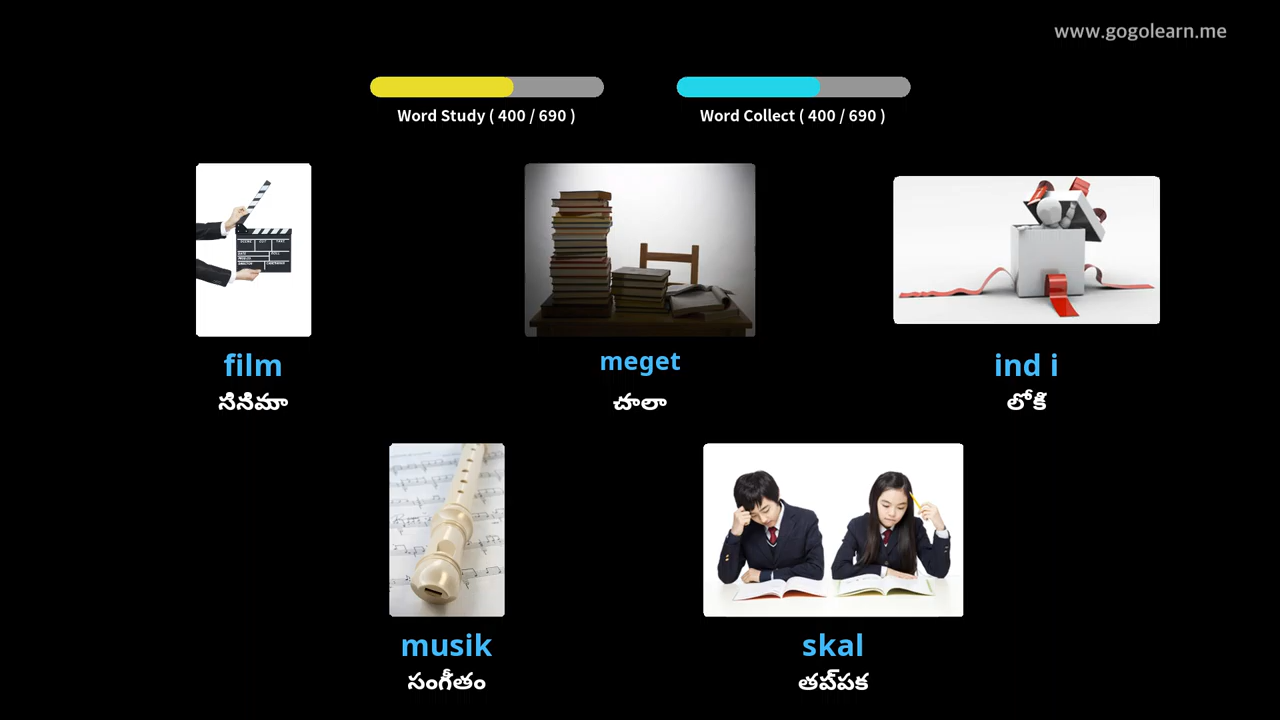 www.gogolearn.me
Word Study ( 400 / 690 )
Word Collect ( 400 / 690 )
film
meget
ind i
సినిమా
చాలా
లోకి
musik
skal
సంగీతం
తప్పక